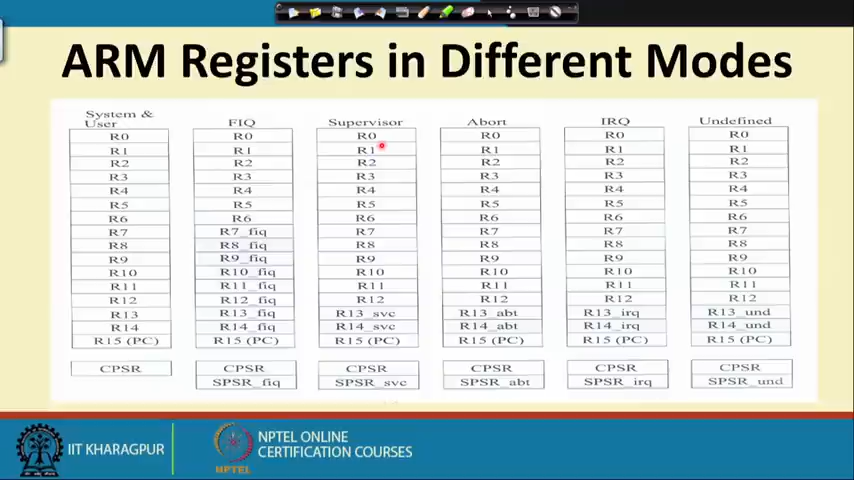 ARM Registers in Different Modes
System & User FIQ Supervisor Abort IRQ Undefined
R0 R0 R0 R0 R0 R0
R1 R1 R1 R1 R1 R1
R2 R2 R2 R2 R2 R2
R3 R3 R3 R3 R3 R3
R4 R4 R4 R4 R4 R4
R5 R5 R5 R5 R5 R5
R6 R6 R6 R6 R6 R6
R7 R7_fiq R7 R7 R7 R7
R8 R8_fiq R8 R8 R8 R8
R9 R9_fiq R9 R9 R9 R9
R10 R10_fiq R10 R10 R10 R10
R11 R11_fiq R11 R11 R11 R11
R12 R12_fiq R12 R12 R12 R12
R13 R13_fiq R13_svc R13_abt R13_irq R13_und
R14 R14_fiq R14_svc R14_abt R14_irq R14_und
R15 (PC) R15 (PC) R15 (PC) R15 (PC) R15 (PC) R15 (PC)
CPSR CPSR CPSR CPSR CPSR CPSR
SPSR_fiq SPSR_svc SPSR_abt SPSR_irq SPSR_und
IIT KHARAGPUR
NPTEL
NPTEL ONLINE
CERTIFICATION COURSES